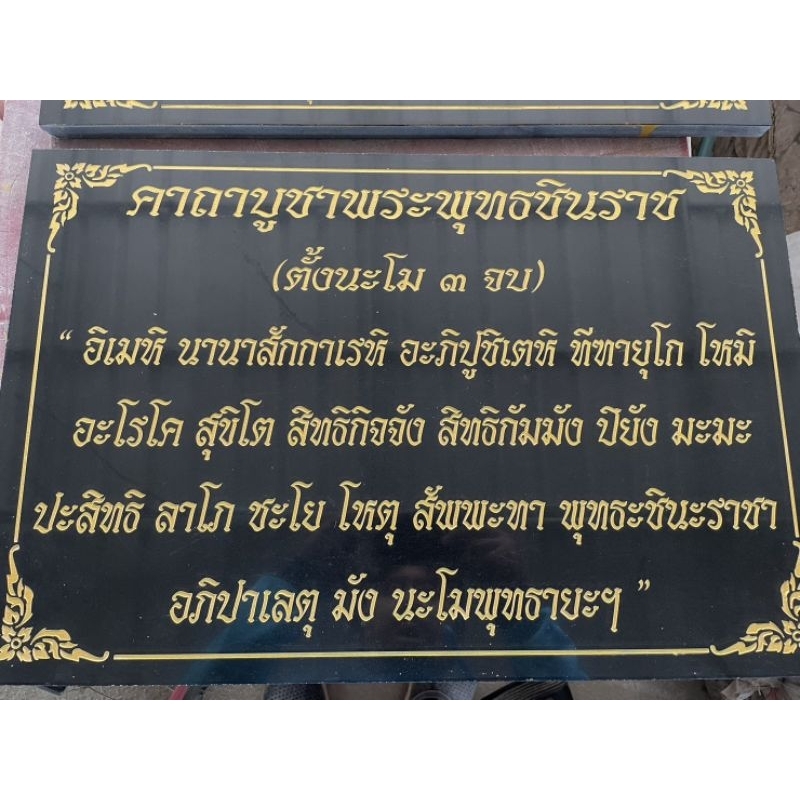 คาถาบูชาพระพุทธชินราช
(ตั้งนะโม ๓ จบ)
“ อิเมหิ นานาสักกาเรหิ อะภิปูชิเตหิ ทีฑายุโก โหมิ
อะโรโค สุขิโต สิทธิกิจจัง สิทธิกัมมัง ปิยัง มะมะ
ปะสิทธิ ลาโภ ชะโย โหตุ สัพพะทา พุทธะชินะราชา
อภิปาเลตุ มัง นะโมพุทธายะฯ ”